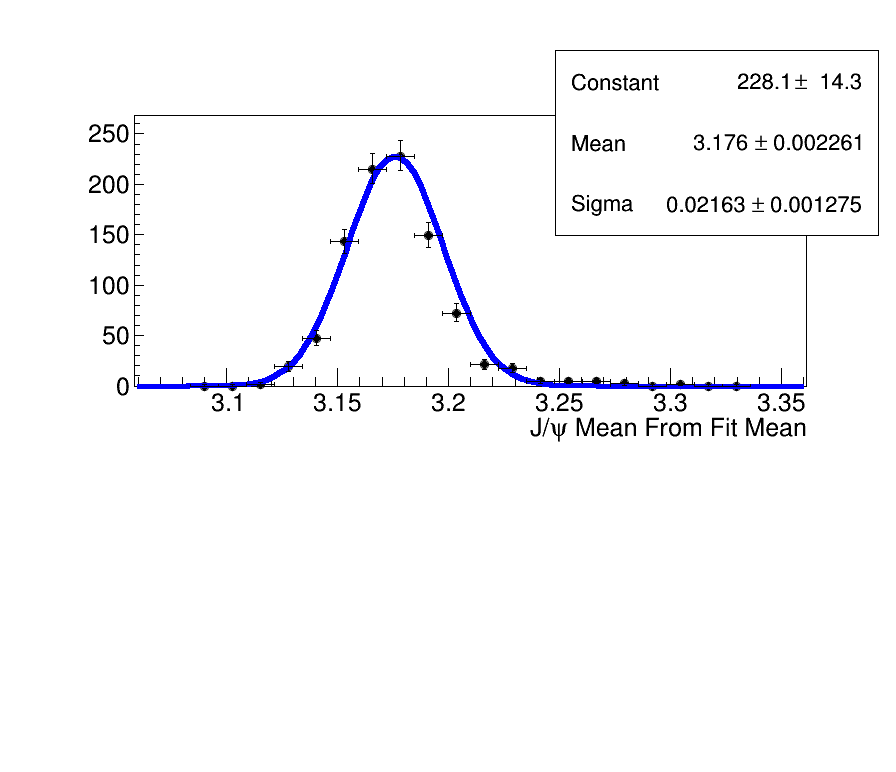 Constant 228.1 ± 14.3
Mean 3.176 ± 0.002261
Sigma 0.02163 ± 0.001275
250
200
150
100
50
0
3.1 3.15 3.2 3.25 3.3 3.35
J/ψ Mean From Fit Mean